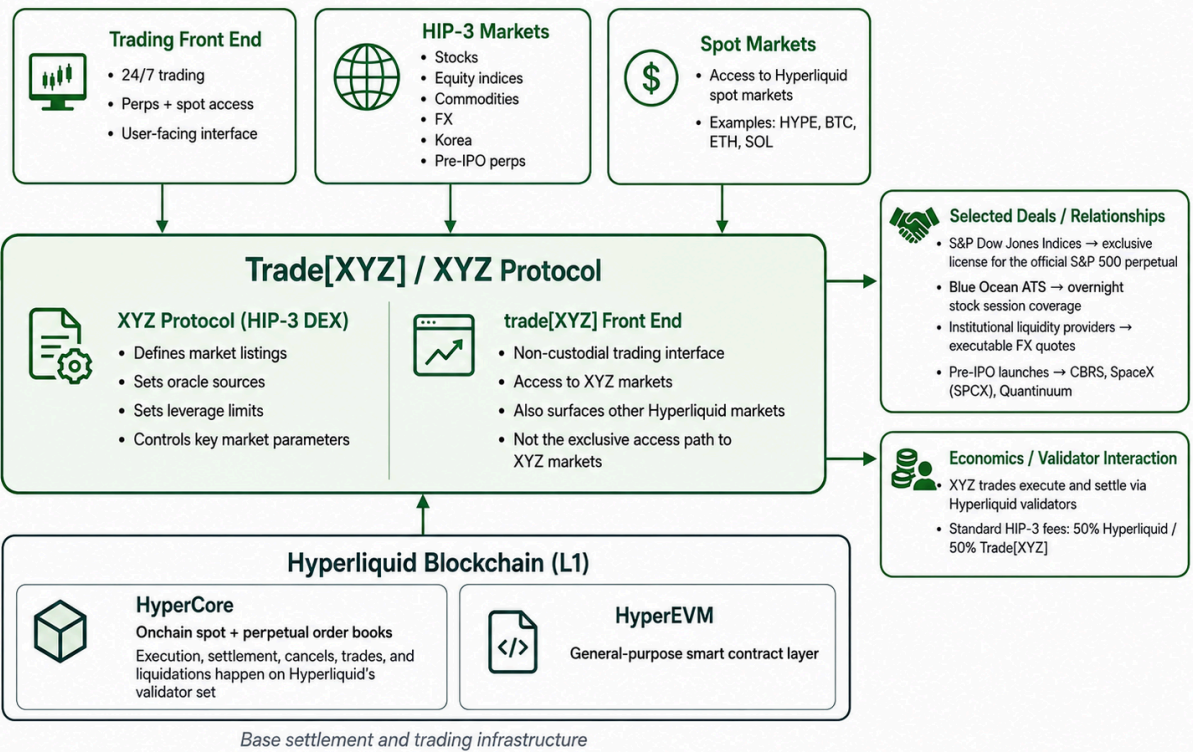 Trading Front End
• 24/7 trading
• Perps + spot access
• User-facing interface
HIP-3 Markets
• Stocks
• Equity indices
• Commodities
• FX
• Korea
• Pre-IPO perps
$
Spot Markets
• Access to Hyperliquid
spot markets
• Examples: HYPE, BTC,
ETH, SOL
Trade[XYZ] / XYZ Protocol
XYZ Protocol (HIP-3 DEX)
• Defines market listings
• Sets oracle sources
• Sets leverage limits
• Controls key market parameters
trade[XYZ] Front End
• Non-custodial trading interface
• Access to XYZ markets
• Also surfaces other Hyperliquid markets
• Not the exclusive access path to
XYZ markets
Selected Deals / Relationships
• S&P Dow Jones Indices → exclusive
license for the official S&P 500 perpetual
• Blue Ocean ATS → overnight
stock session coverage
• Institutional liquidity providers →
executable FX quotes
• Pre-IPO launches → CBRS, SpaceX
(SPCX), Quantinuum
Economics / Validator Interaction
• XYZ trades execute and settle via
Hyperliquid validators
• Standard HIP-3 fees: 50% Hyperliquid /
50% Trade[XYZ]
Hyperliquid Blockchain (L1)
HyperCore
Onchain spot + perpetual order books
Execution, settlement, cancels, trades, and
liquidations happen on Hyperliquid's
validator set
</>
HyperEVM
General-purpose smart contract layer
Base settlement and trading infrastructure